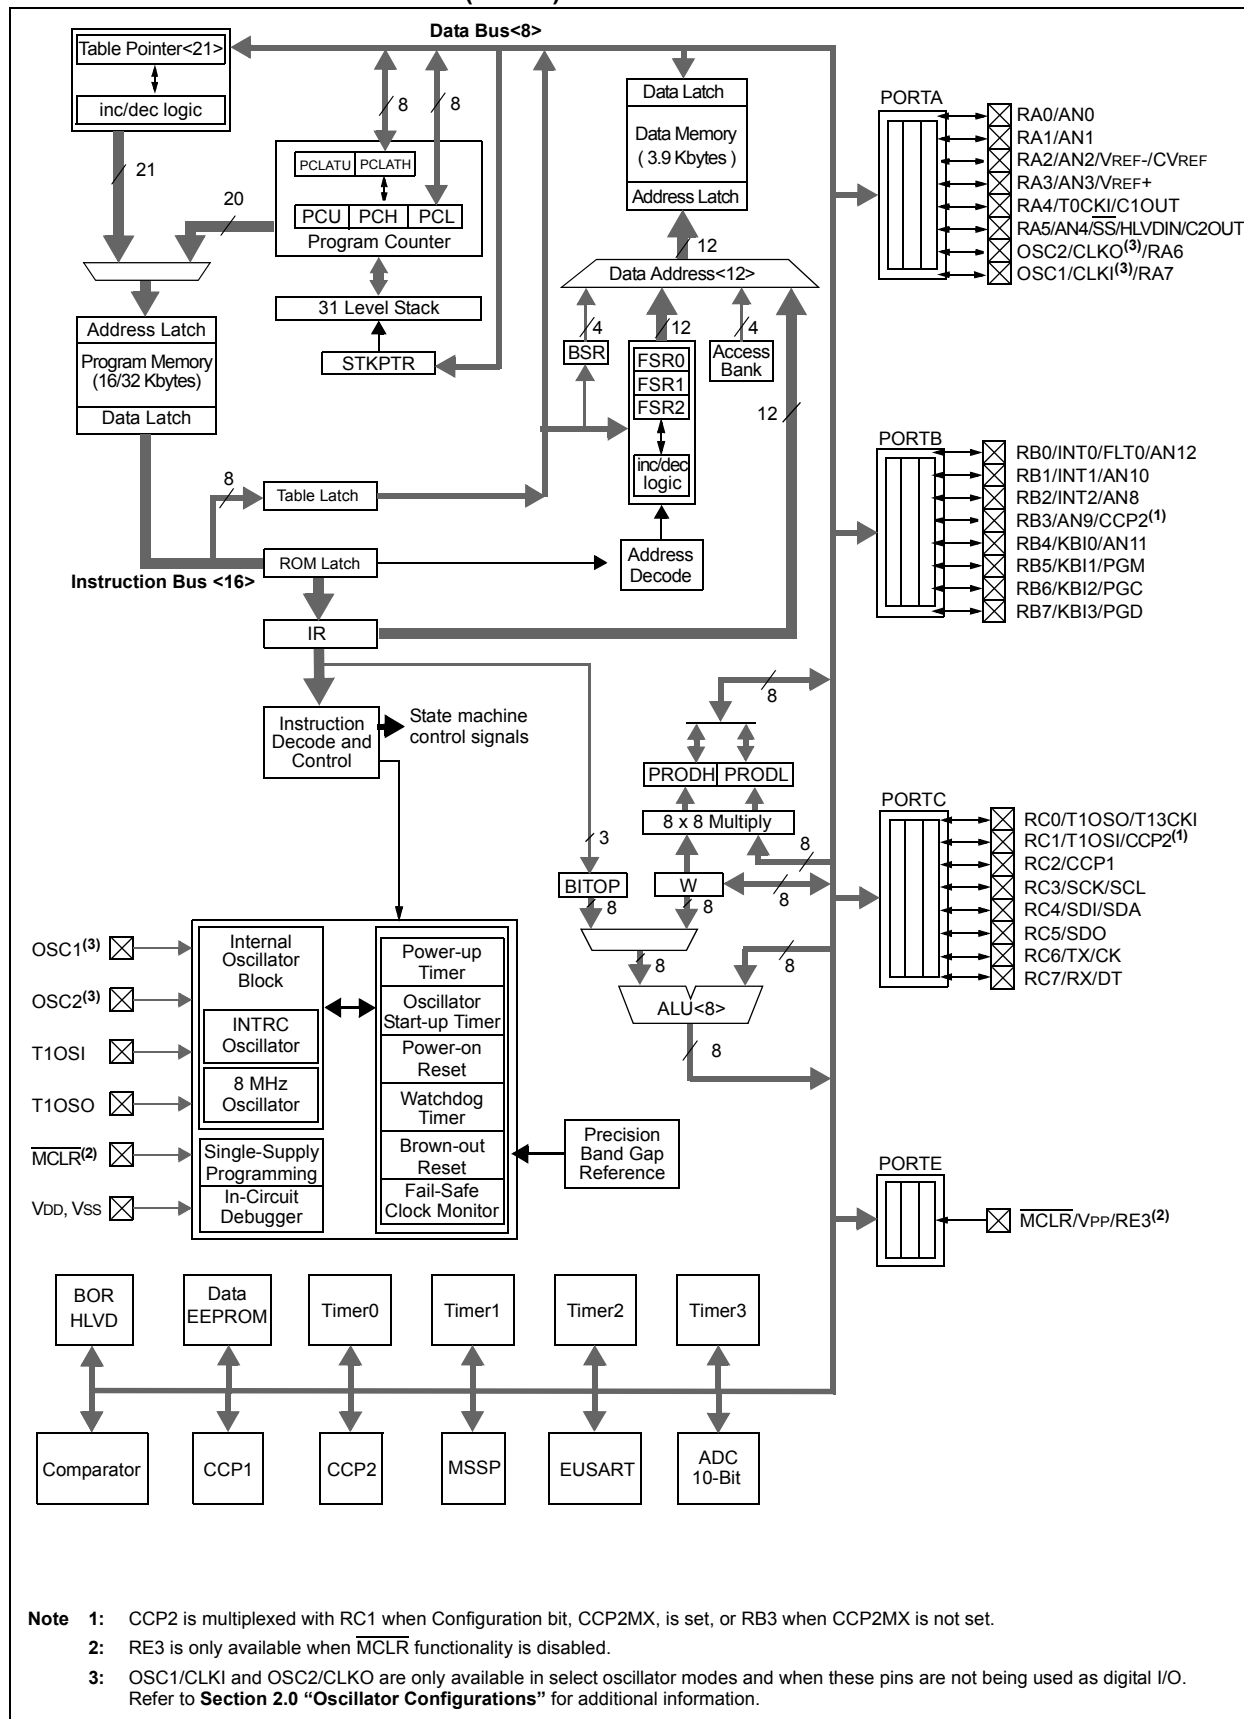 Data Bus<8>
Table Pointer<21>
inc/dec logic
21
8
8
PCLATU PCLATH
PCU PCH PCL
Program Counter
20
31 Level Stack
STKPTR
Address Latch
Program Memory
(16/32 Kbytes)
Data Latch
Data Latch
Data Memory
( 3.9 Kbytes )
Address Latch
12
Data Address<12>
4
12
4
BSR
FSR0
FSR1
FSR2
inc/dec
logic
Access
Bank
12
8
Table Latch
ROM Latch
Instruction Bus <16>
IR
Address
Decode
Instruction
Decode and
Control
State machine
control signals
8
PRODH PRODL
8 x 8 Multiply
3
8
BITOP
W
8
8
8
8
8
ALU<8>
8
OSC1(3)
OSC2(3)
T1OSI
T1OSO
MCLR(2)
VDD, VSS
Internal
Oscillator
Block
INTRC
Oscillator
8 MHz
Oscillator
Single-Supply
Programming
In-Circuit
Debugger
Power-up
Timer
Oscillator
Start-up Timer
Power-on
Reset
Watchdog
Timer
Brown-out
Reset
Fail-Safe
Clock Monitor
Precision
Band Gap
Reference
PORTA
RA0/AN0
RA1/AN1
RA2/AN2/VREF-/CVREF
RA3/AN3/VREF+
RA4/T0CKI/C1OUT
RA5/AN4/SS/HLVDIN/C2OUT
OSC2/CLKO(3)/RA6
OSC1/CLKI(3)/RA7
PORTB
RB0/INT0/FLT0/AN12
RB1/INT1/AN10
RB2/INT2/AN8
RB3/AN9/CCP2(1)
RB4/KBI0/AN11
RB5/KBI1/PGM
RB6/KBI2/PGC
RB7/KBI3/PGD
PORTC
RC0/T1OSO/T13CKI
RC1/T1OSI/CCP2(1)
RC2/CCP1
RC3/SCK/SCL
RC4/SDI/SDA
RC5/SDO
RC6/TX/CK
RC7/RX/DT
PORTE
MCLR/VPP/RE3(2)
BOR
HLVD
Data
EEPROM
Timer0
Timer1
Timer2
Timer3
Comparator
CCP1
CCP2
MSSP
EUSART
ADC
10-Bit
Note 1: CCP2 is multiplexed with RC1 when Configuration bit, CCP2MX, is set, or RB3 when CCP2MX is not set.
2: RE3 is only available when MCLR functionality is disabled.
3: OSC1/CLKI and OSC2/CLKO are only available in select oscillator modes and when these pins are not being used as digital I/O.
Refer to Section 2.0 “Oscillator Configurations” for additional information.